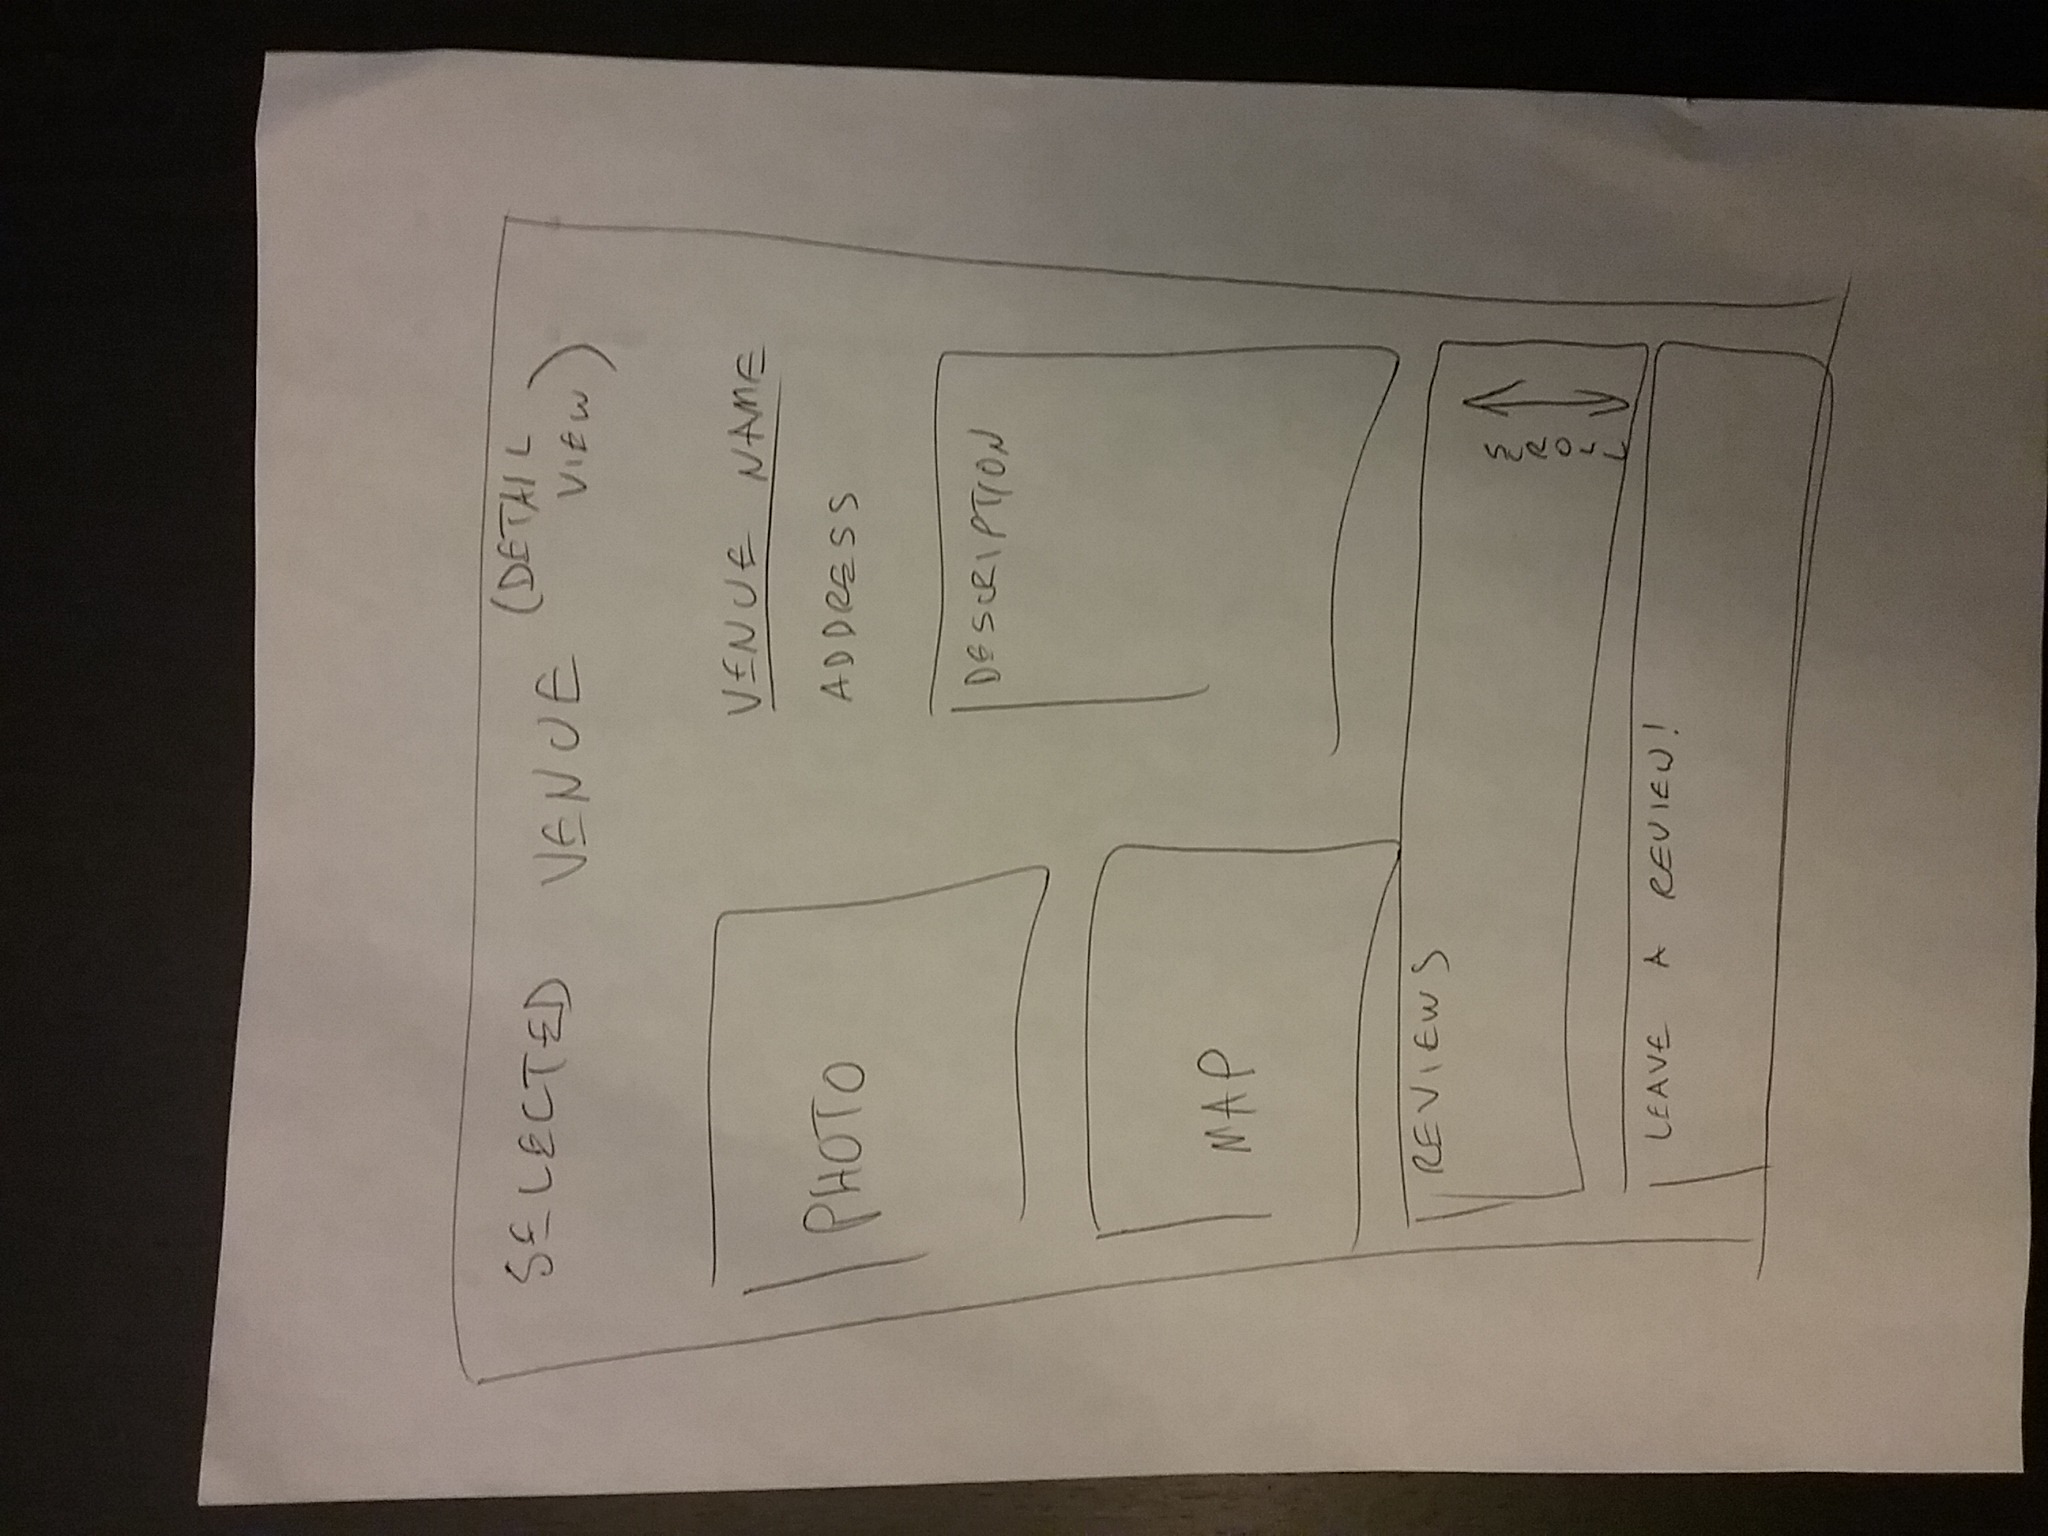 SELECTED VENUE (DETAIL
VIEW)
PHOTO
VENUE NAME
ADDRESS
DESCRIPTION
MAP
REVIEWS
SCROLL
LEAVE A REVIEW!